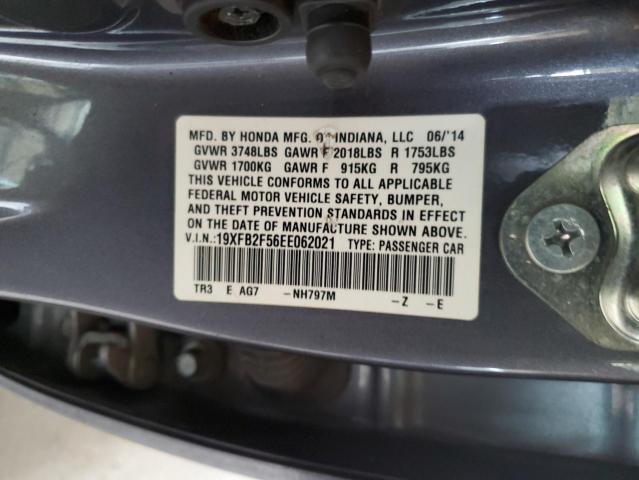 MFD. BY HONDA MFG. OF INDIANA, LLC 06/'14
GVWR 3748LBS GAWR F 2018LBS R 1753LBS
GVWR 1700KG GAWR F 915KG R 795KG
THIS VEHICLE CONFORMS TO ALL APPLICABLE
FEDERAL MOTOR VEHICLE SAFETY, BUMPER,
AND THEFT PREVENTION STANDARDS IN EFFECT
ON THE DATE OF MANUFACTURE SHOWN ABOVE.
V.I.N.:19XFB2F56EE062021 TYPE: PASSENGER CAR
TR3 E AG7 -NH797M -Z -E